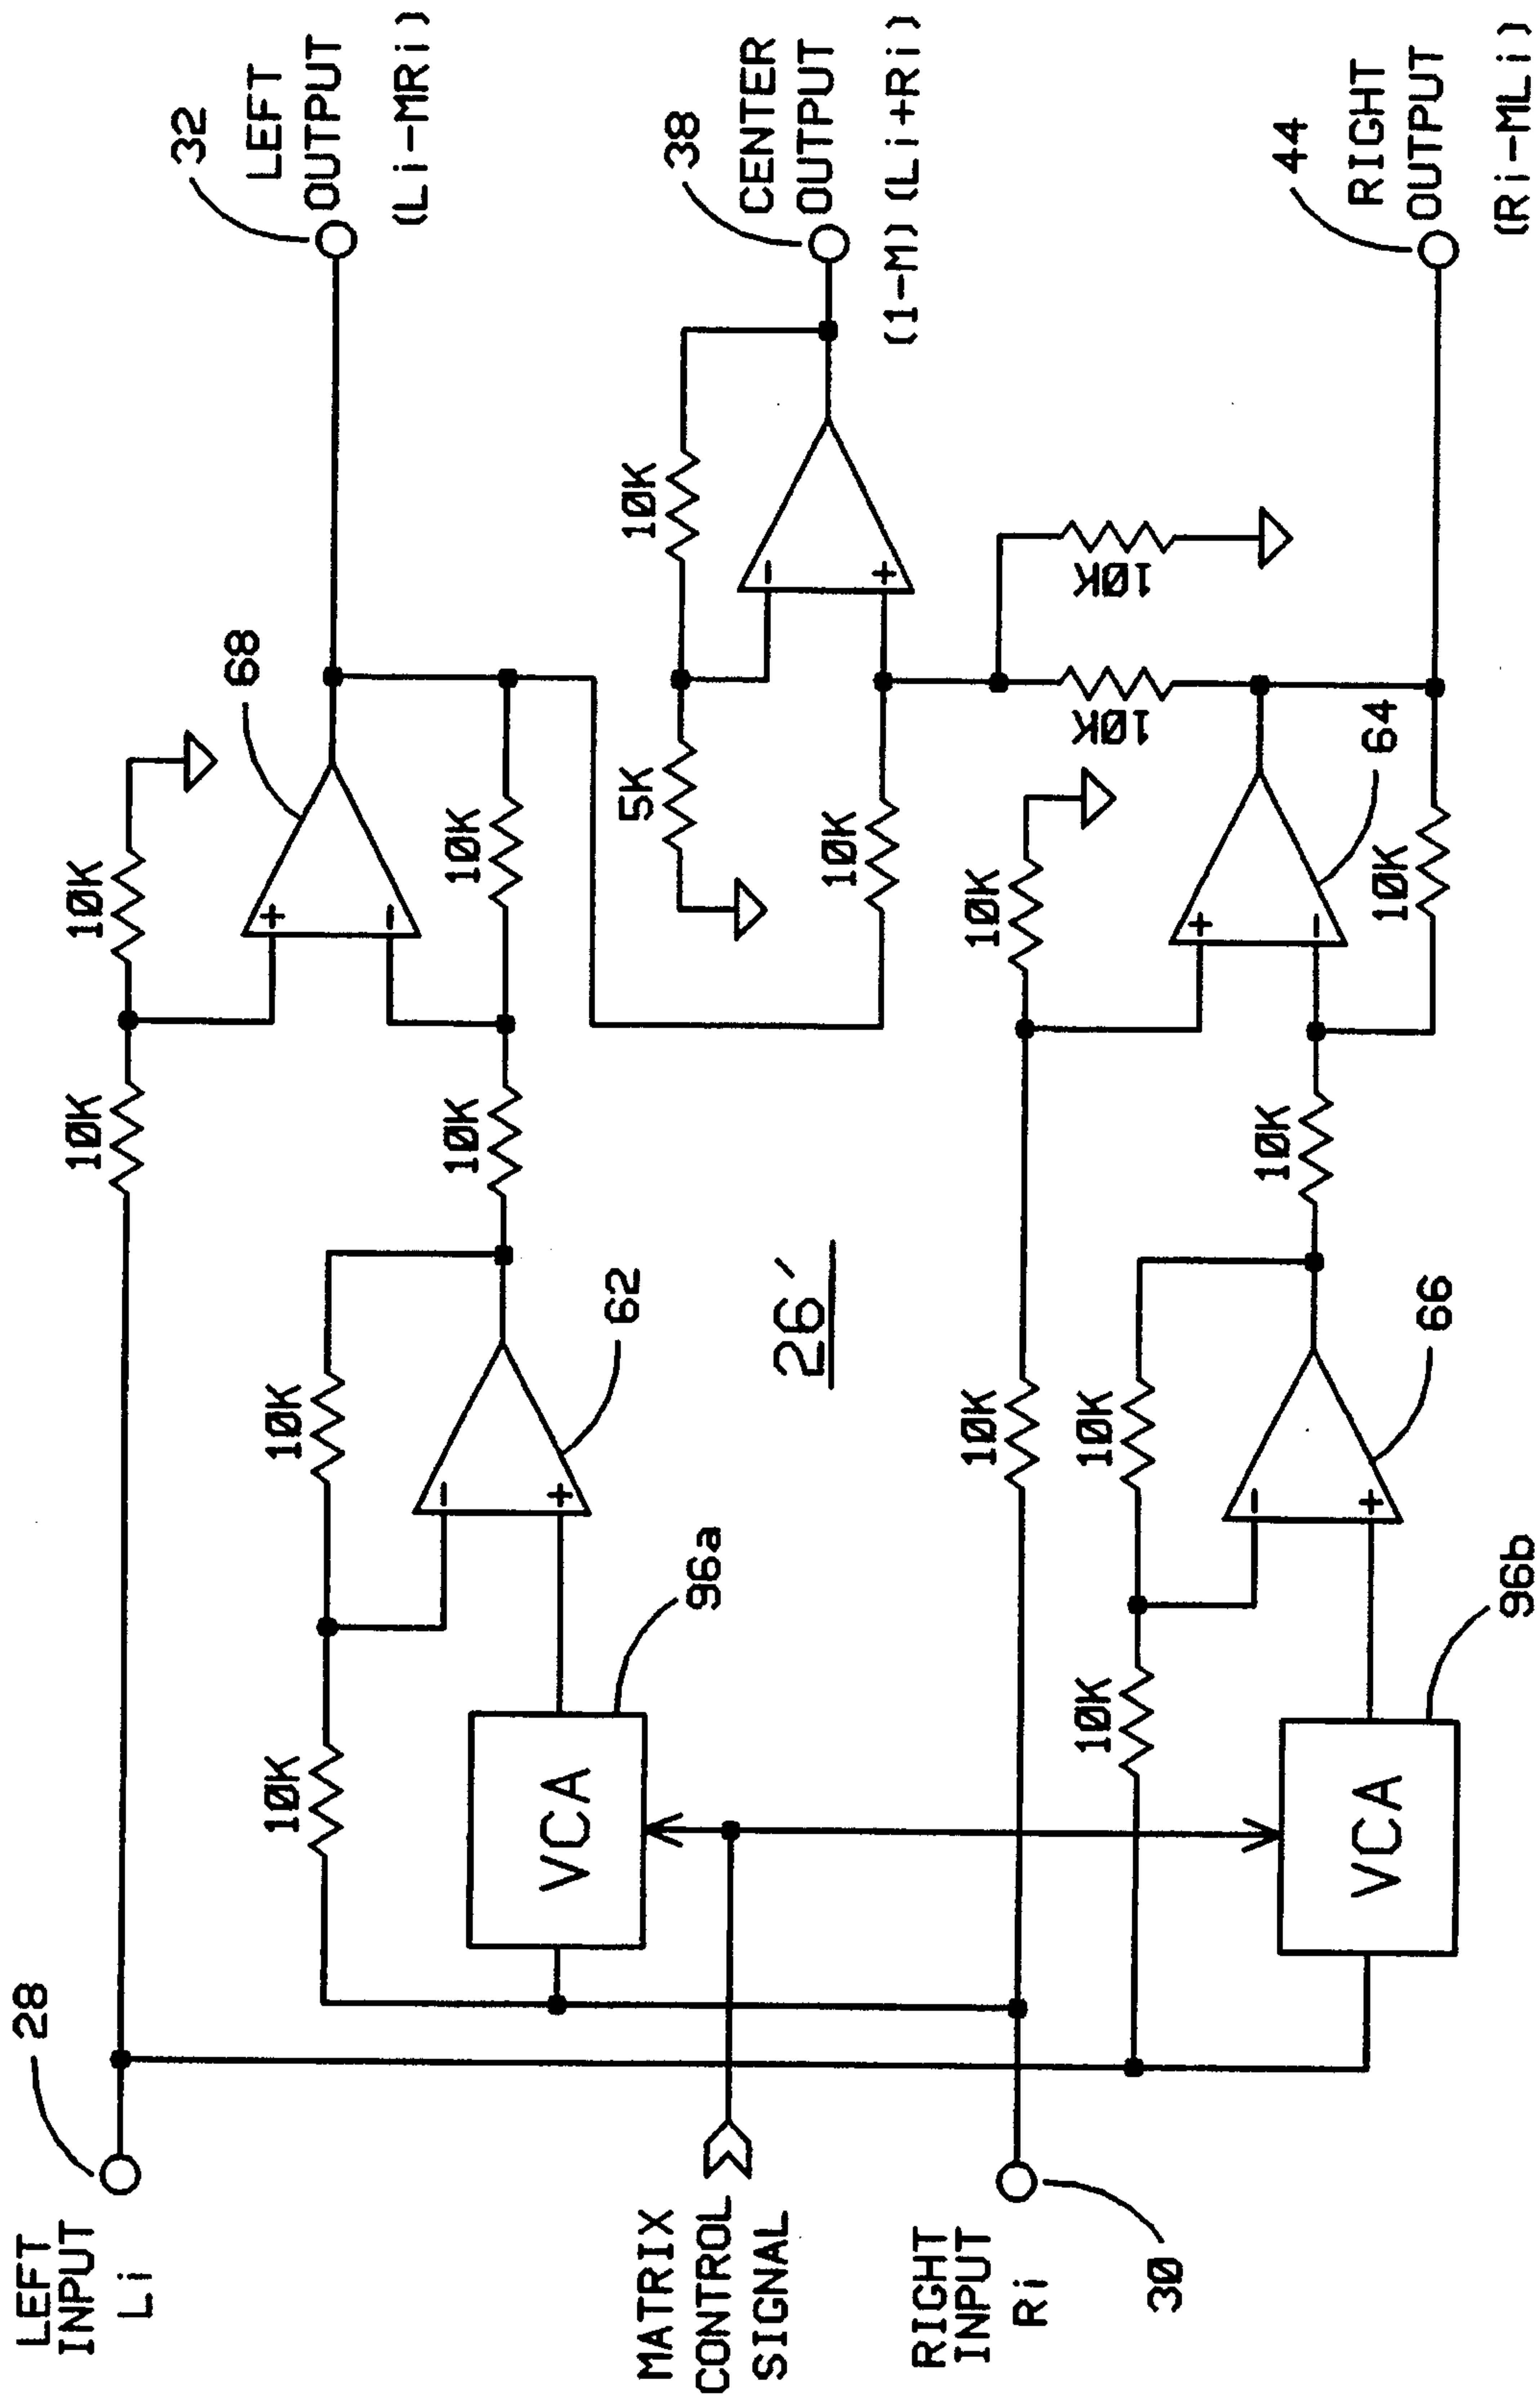 LEFT
INPUT
Li
28
10K
10K
68
32
LEFT
OUTPUT
(Li-MRi)
+
-
10K
10K
10K
10K
-
+
62
VCA
96a
MATRIX
CONTROL
SIGNAL
26'
5K
10K
10K
-
+
38
CENTER
OUTPUT
(1-M)(Li+Ri)
10K
10K
RIGHT
INPUT
Ri
30
10K
10K
+
-
64
10K
10K
10K
10K
-
+
66
VCA
96b
44
RIGHT
OUTPUT
(Ri-MLi)